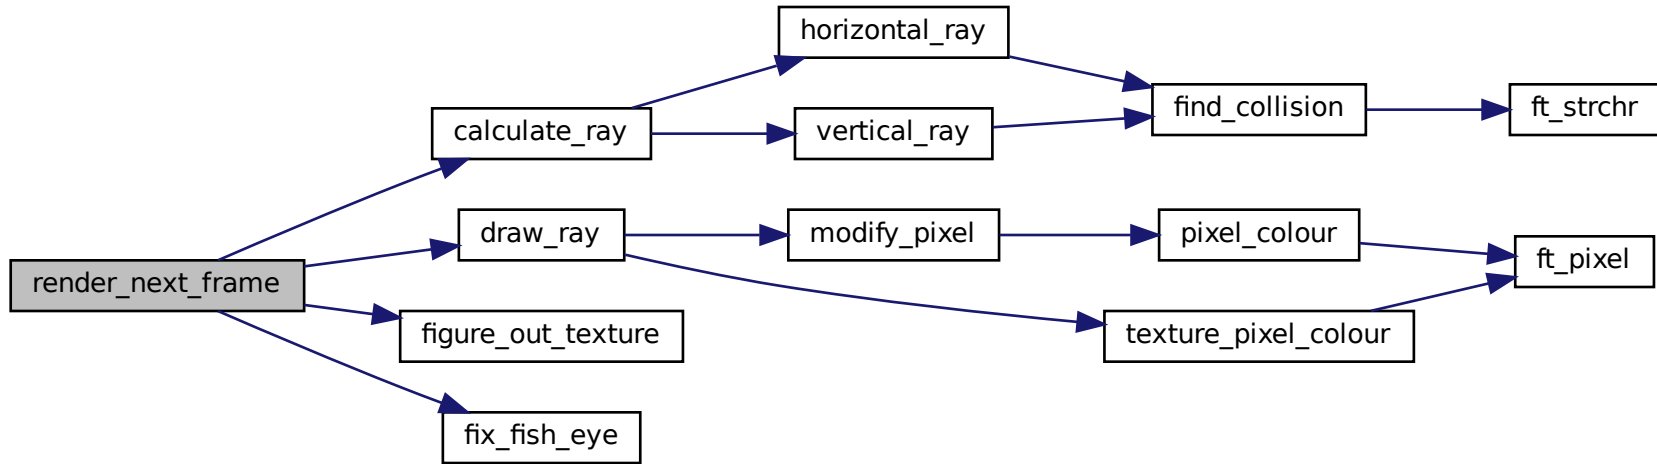 render_next_frame
calculate_ray
horizontal_ray
vertical_ray
find_collision
ft_strchr
draw_ray
modify_pixel
pixel_colour
ft_pixel
texture_pixel_colour
figure_out_texture
fix_fish_eye